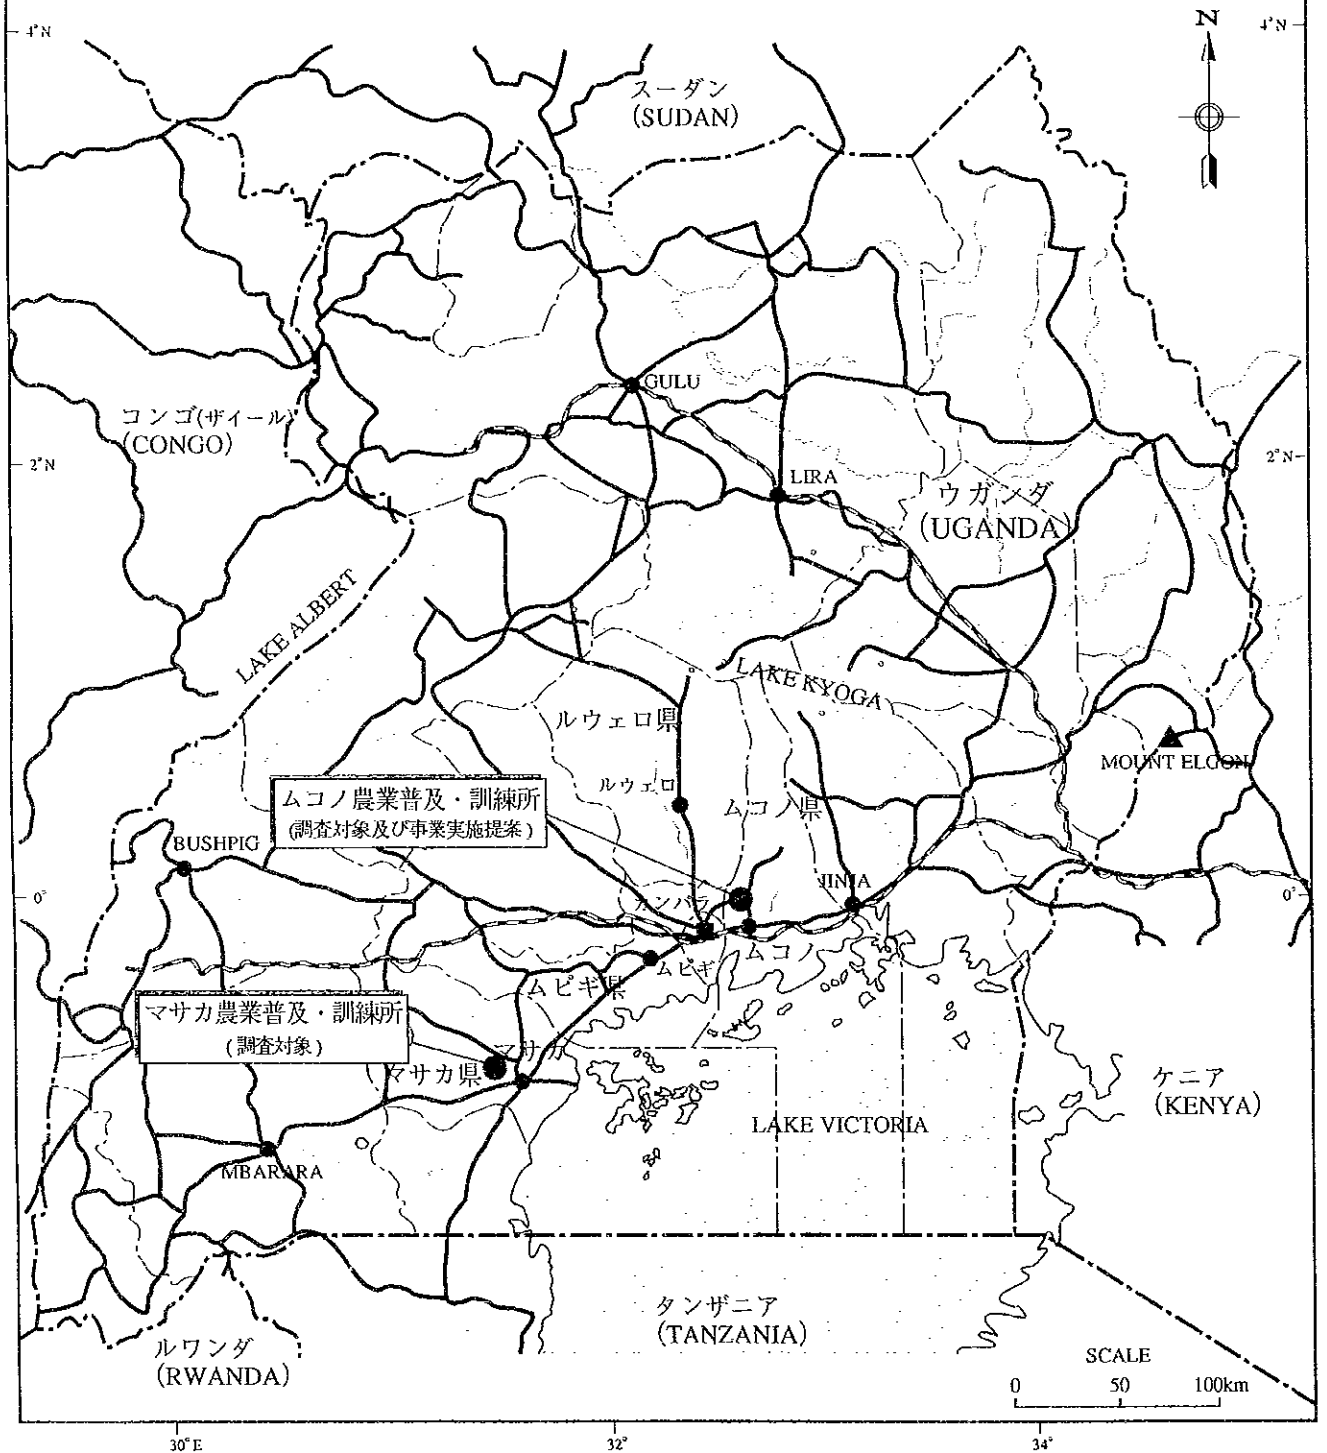 4°N
N
4°N
スーダン
(SUDAN)
GULU
コンゴ(ザイール)
(CONGO)
2°N
2°N
LIRA
ウガンダ
(UGANDA)
LAKE ALBERT
LAKE KYOGA
ルウェロ県
MOUNT ELGON
ムコノ農業普及・訓練所
(調査対象及び事業実施提案)
ルウェロ
ムコノ県
BUSHPIG
JINJA
0°
カンパラ
0°
ムコノ
ムピギ
ムピギ県
マサカ農業普及・訓練所
(調査対象)
マサカ
マサカ県
ケニア
(KENYA)
LAKE VICTORIA
MBARARA
タンザニア
(TANZANIA)
ルワンダ
(RWANDA)
SCALE
0 50 100km
30°E 32° 34°